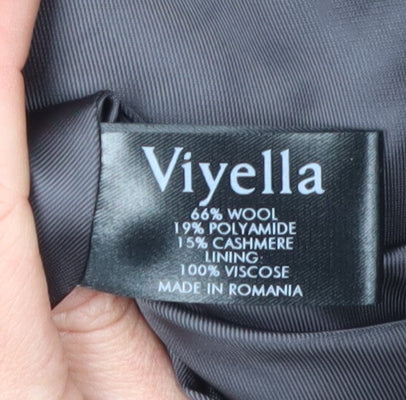 Viyella
66% WOOL
19% POLYAMIDE
15% CASHMERE
LINING
100% VISCOSE
MADE IN ROMANIA